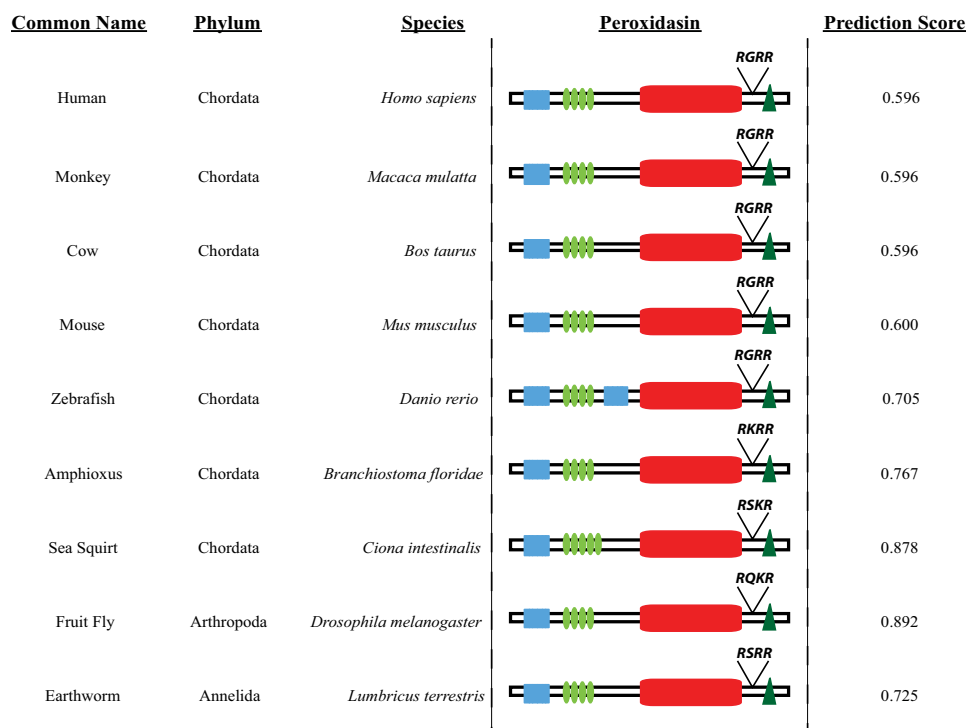 Common Name Phylum Species Peroxidasin Prediction Score
RGRR
Human Chordata Homo sapiens 0.596
RGRR
Monkey Chordata Macaca mulatta 0.596
RGRR
Cow Chordata Bos taurus 0.596
RGRR
Mouse Chordata Mus musculus 0.600
RGRR
Zebrafish Chordata Danio rerio 0.705
RKRR
Amphioxus Chordata Branchiostoma floridae 0.767
RSKR
Sea Squirt Chordata Ciona intestinalis 0.878
RQKR
Fruit Fly Arthropoda Drosophila melanogaster 0.892
RSRR
Earthworm Annelida Lumbricus terrestris 0.725